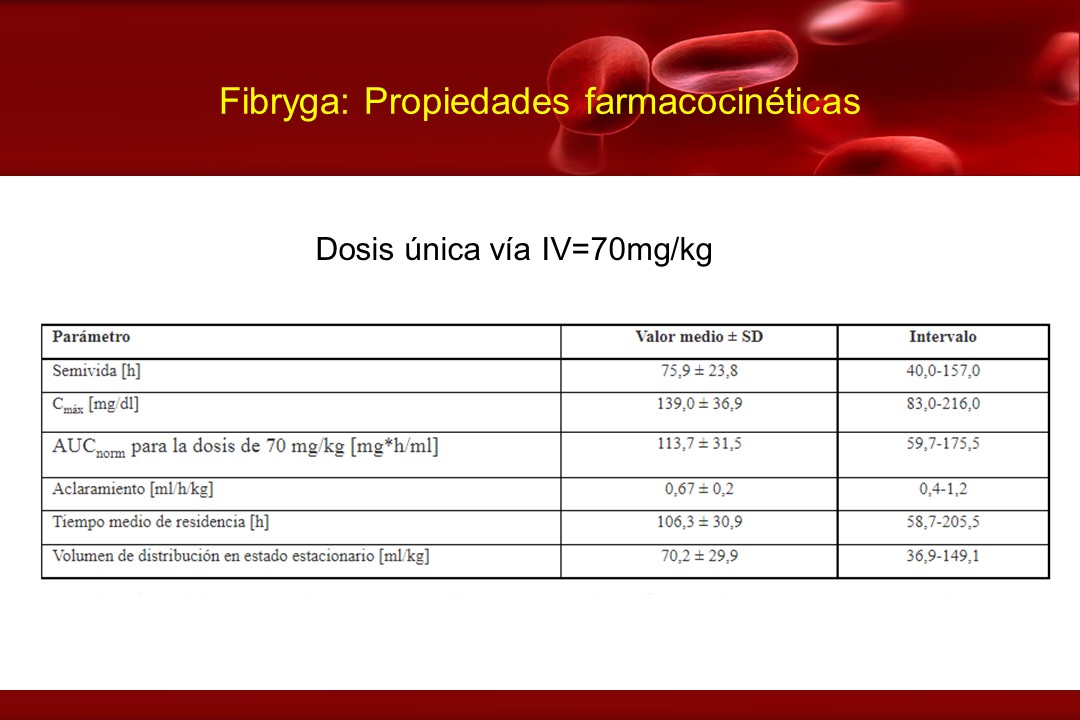 Fibryga: Propiedades farmacocinéticas
Dosis única vía IV=70mg/kg
Parámetro Valor medio ± SD Intervalo
Semivida [h] 75,9 ± 23,8 40,0-157,0
Cmáx [mg/dl] 139,0 ± 36,9 83,0-216,0
AUCnorm para la dosis de 70 mg/kg [mg*h/ml] 113,7 ± 31,5 59,7-175,5
Aclaramiento [ml/h/kg] 0,67 ± 0,2 0,4-1,2
Tiempo medio de residencia [h] 106,3 ± 30,9 58,7-205,5
Volumen de distribución en estado estacionario [ml/kg] 70,2 ± 29,9 36,9-149,1